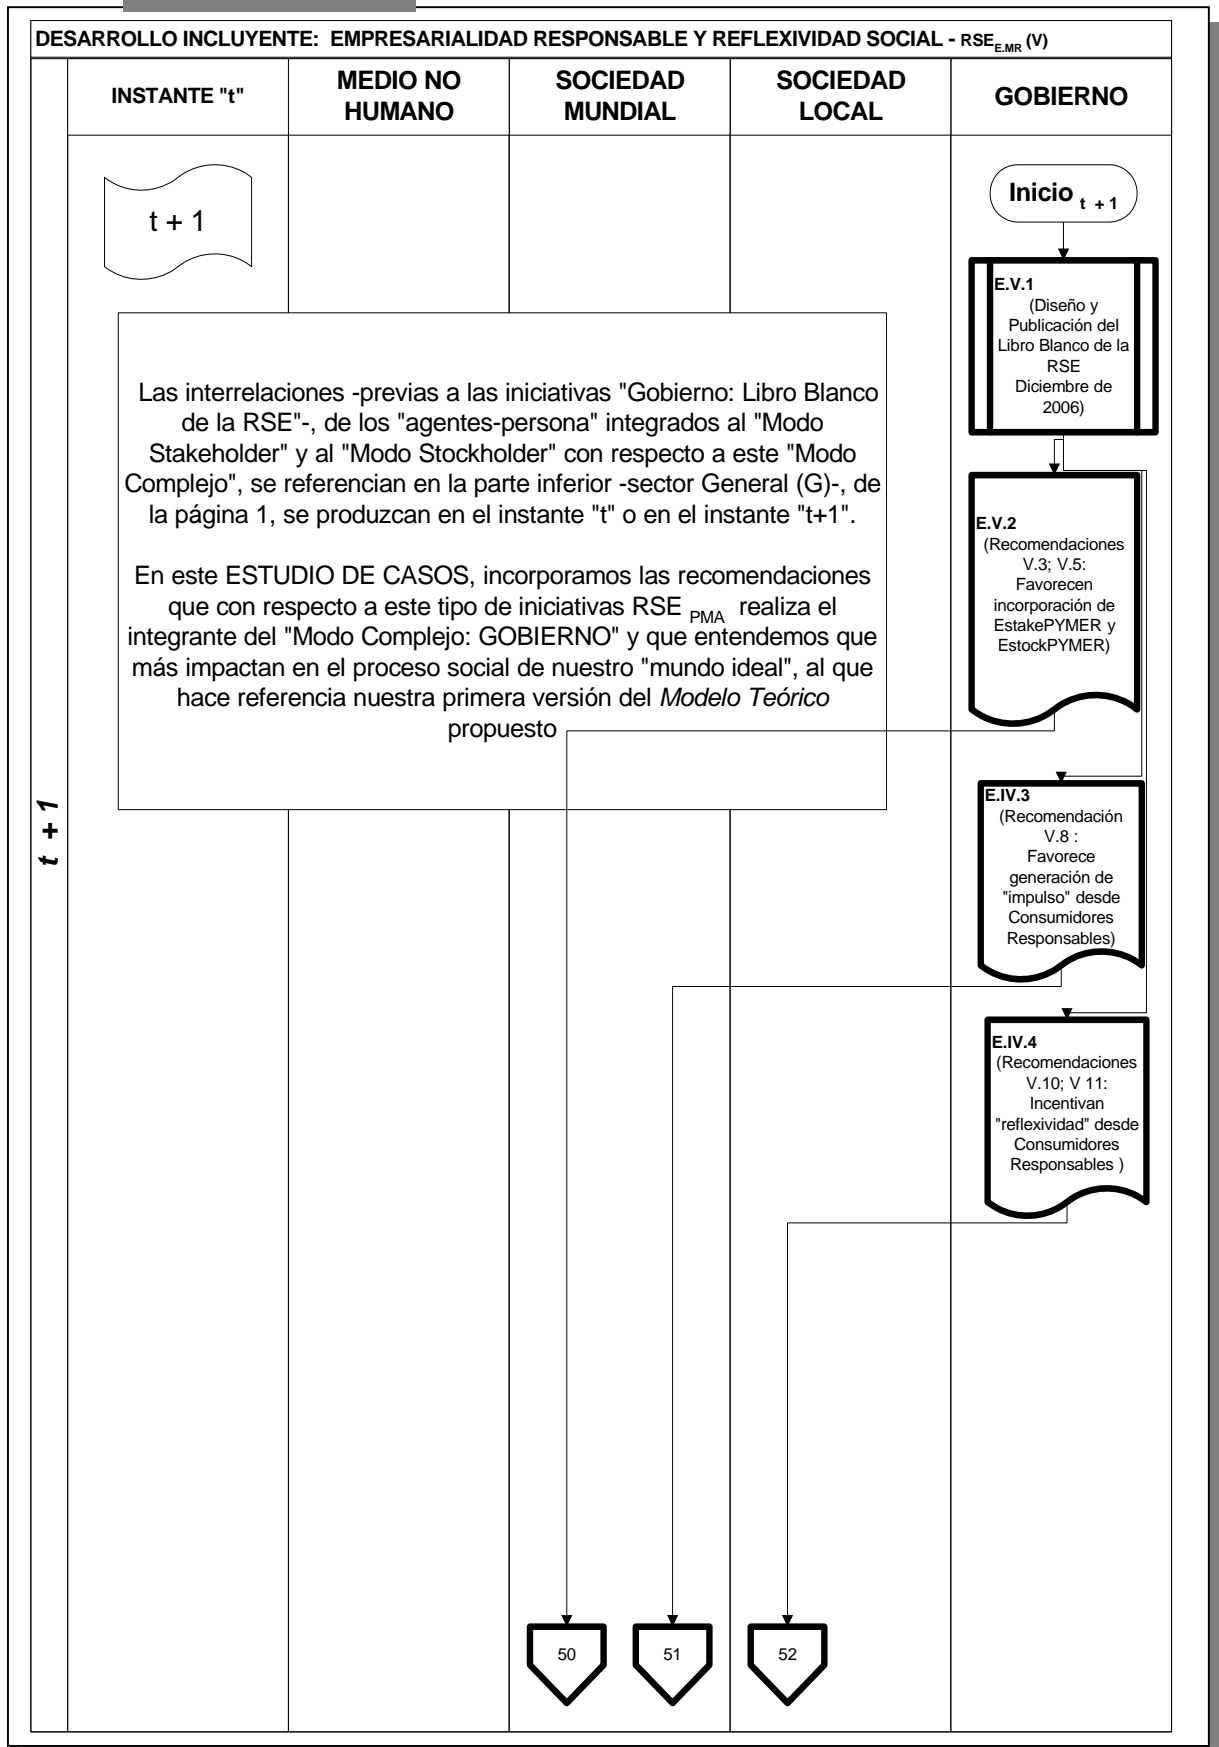 DESARROLLO INCLUYENTE: EMPRESARIALIDAD RESPONSABLE Y REFLEXIVIDAD SOCIAL - RSE E.MR (V)
INSTANTE "t"
MEDIO NO
HUMANO
SOCIEDAD
MUNDIAL
SOCIEDAD
LOCAL
GOBIERNO
t + 1
t + 1
Inicio t + 1
E.V.1
(Diseño y
Publicación del
Libro Blanco de la
RSE
Diciembre de
2006)
Las interrelaciones -previas a las iniciativas "Gobierno: Libro Blanco
de la RSE"-, de los "agentes-persona" integrados al "Modo
Stakeholder" y al "Modo Stockholder" con respecto a este "Modo
Complejo", se referencian en la parte inferior -sector General (G)-, de
la página 1, se produzcan en el instante "t" o en el instante "t+1".
En este ESTUDIO DE CASOS, incorporamos las recomendaciones
que con respecto a este tipo de iniciativas RSE PMA realiza el
integrante del "Modo Complejo: GOBIERNO" y que entendemos que
más impactan en el proceso social de nuestro "mundo ideal", al que
hace referencia nuestra primera versión del Modelo Teórico
propuesto
E.V.2
(Recomendaciones
V.3; V.5:
Favorecen
incorporación de
EstakePYMER y
EstockPYMER)
E.IV.3
(Recomendación
V.8 :
Favorece
generación de
"impulso" desde
Consumidores
Responsables)
E.IV.4
(Recomendaciones
V.10; V 11:
Incentivan
"reflexividad" desde
Consumidores
Responsables )
50
51
52